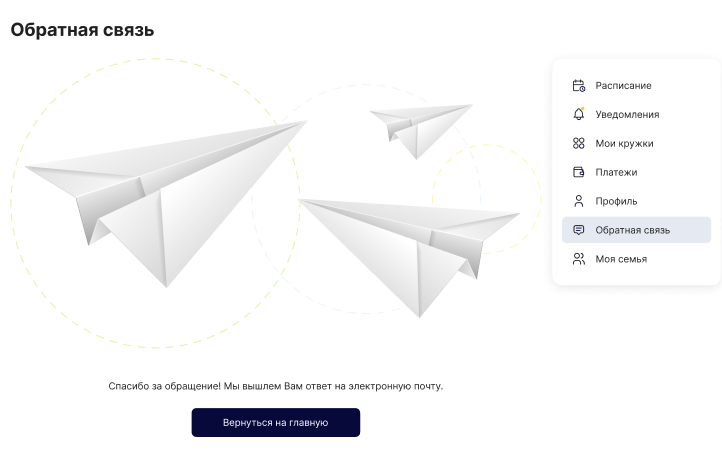 Обратная связь
Расписание
Уведомления
Мои кружки
Платежи
Профиль
Обратная связь
Моя семья
Спасибо за обращение! Мы вышлем Вам ответ на электронную почту.
Вернуться на главную